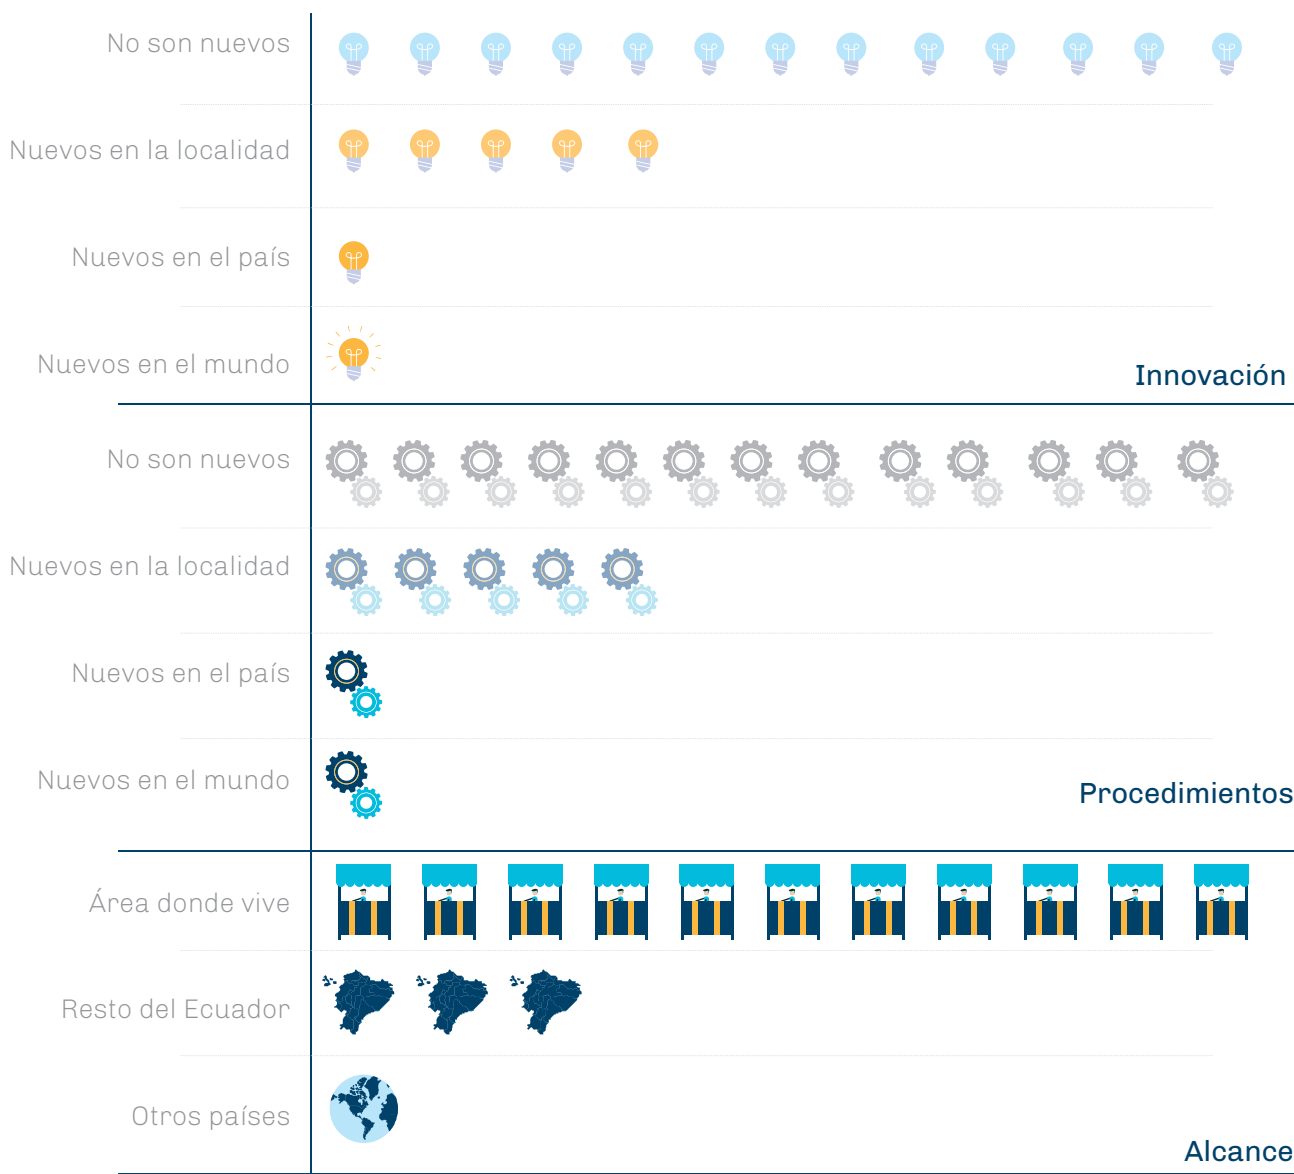 No son nuevos
Nuevos en la localidad
Nuevos en el país
Nuevos en el mundo
Innovación
No son nuevos
Nuevos en la localidad
Nuevos en el país
Nuevos en el mundo
Procedimientos
Área donde vive
Resto del Ecuador
Otros países
Alcance